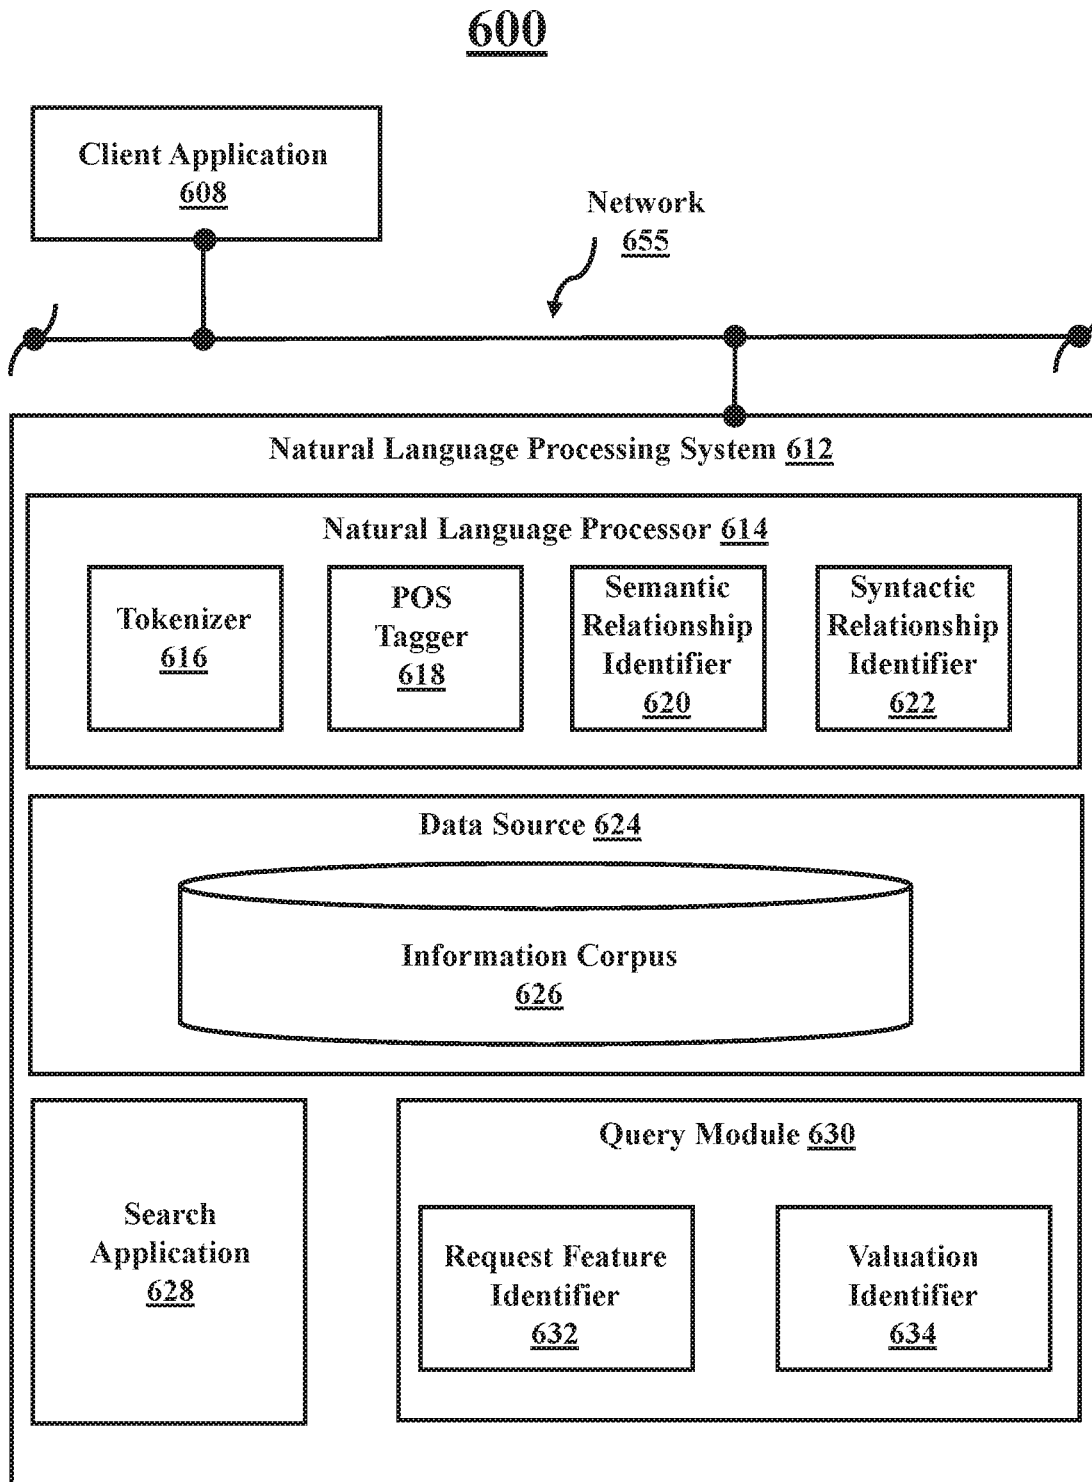 600
Client Application
608
Network
655
Natural Language Processing System 612
Natural Language Processor 614
Tokenizer
616
POS
Tagger
618
Semantic
Relationship
Identifier
620
Syntactic
Relationship
Identifier
622
Data Source 624
Information Corpus
626
Search
Application
628
Query Module 630
Request Feature
Identifier
632
Valuation
Identifier
634